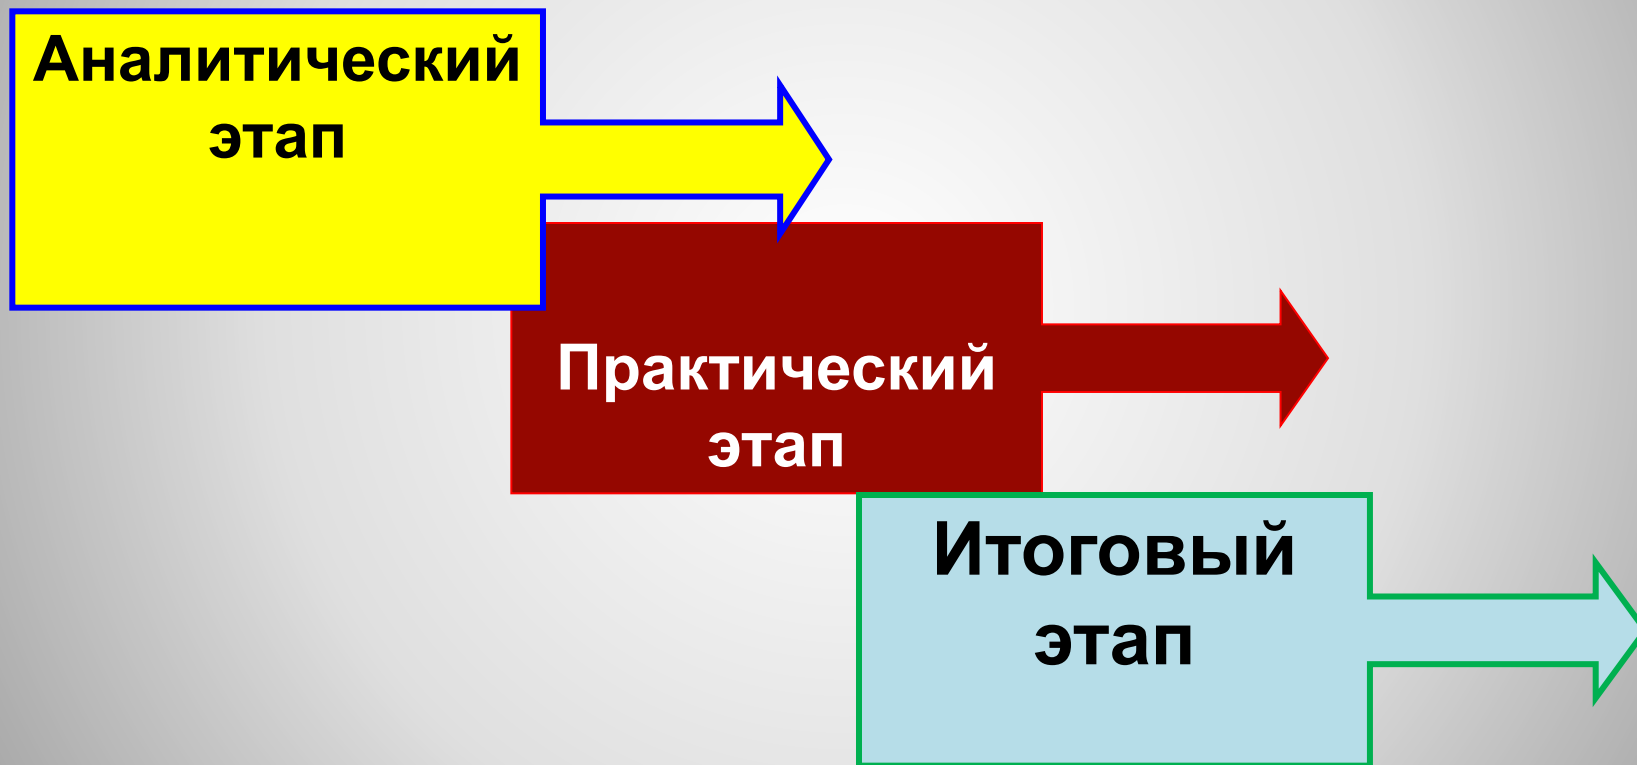 Аналитический
этап
Практический
этап
Итоговый
этап